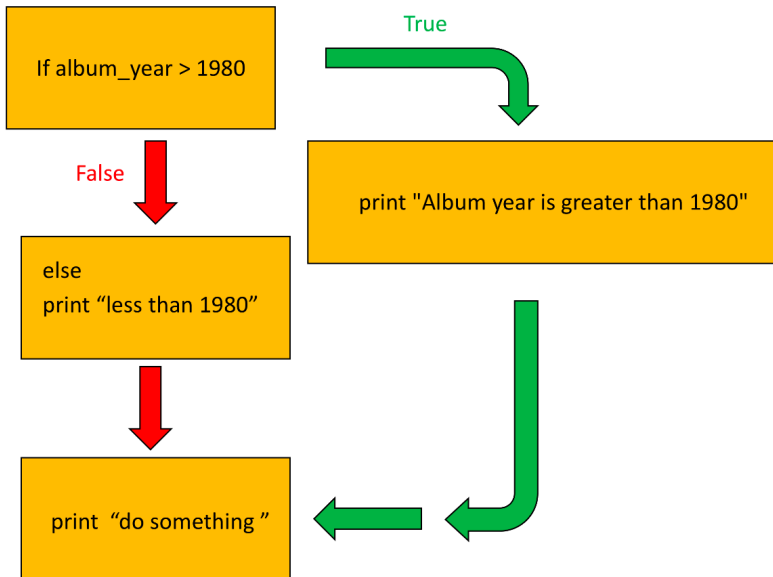 If album_year > 1980
True
False
print "Album year is greater than 1980"
else
print “less than 1980”
print  “do something ”